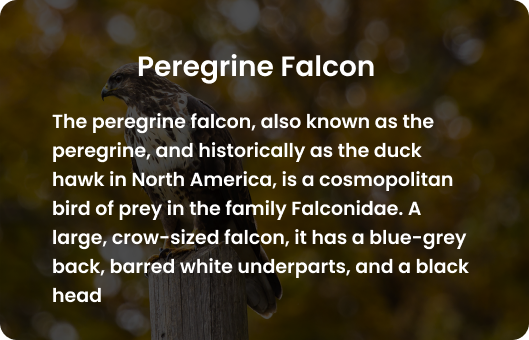 Peregrine Falcon
The peregrine falcon, also known as the
peregrine, and historically as the duck
hawk in North America, is a cosmopolitan
bird of prey in the family Falconidae. A
large, crow-sized falcon, it has a blue-grey
back, barred white underparts, and a black
head